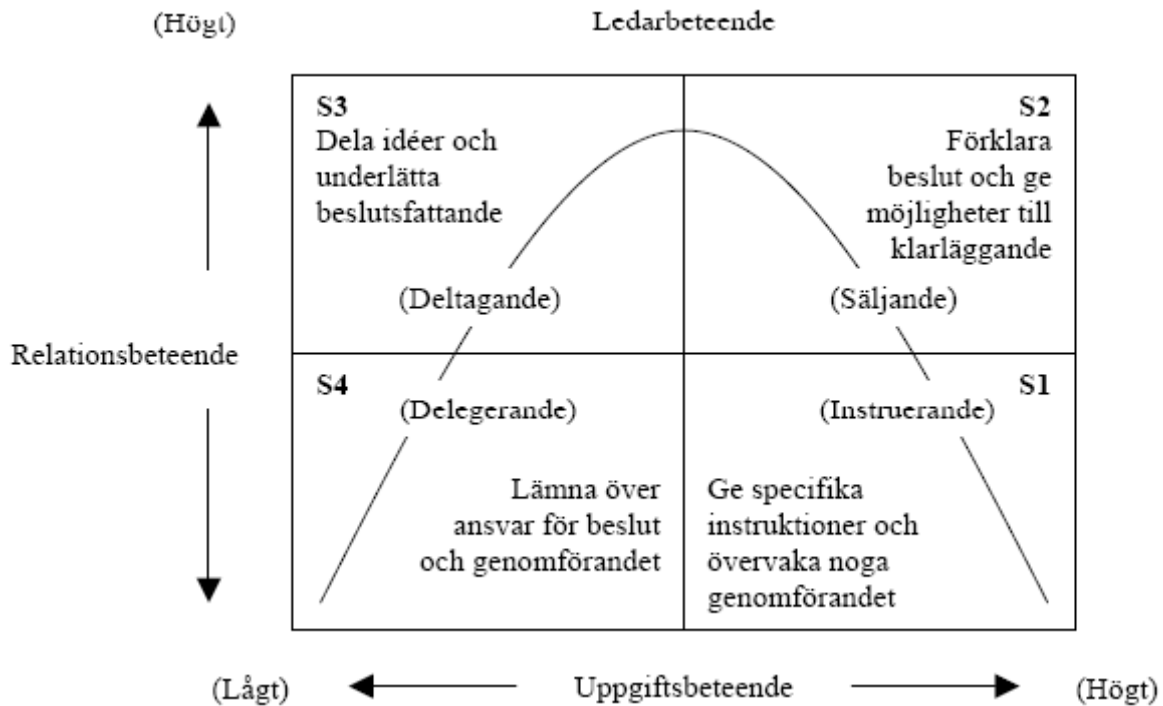 (Högt)
Ledarbeteende
S3
Dela idéer och
underlätta
beslutsfattande
(Deltagande)
S2
Förklara
beslut och ge
möjligheter till
klarläggande
(Säljande)
Relationsbeteende
S4
(Delegerande)
Lämna över
ansvar för beslut
och genomförandet
S1
(Instruerande)
Ge specifika
instruktioner och
övervaka noga
genomförandet
(Lågt)
Uppgiftsbeteende
(Högt)